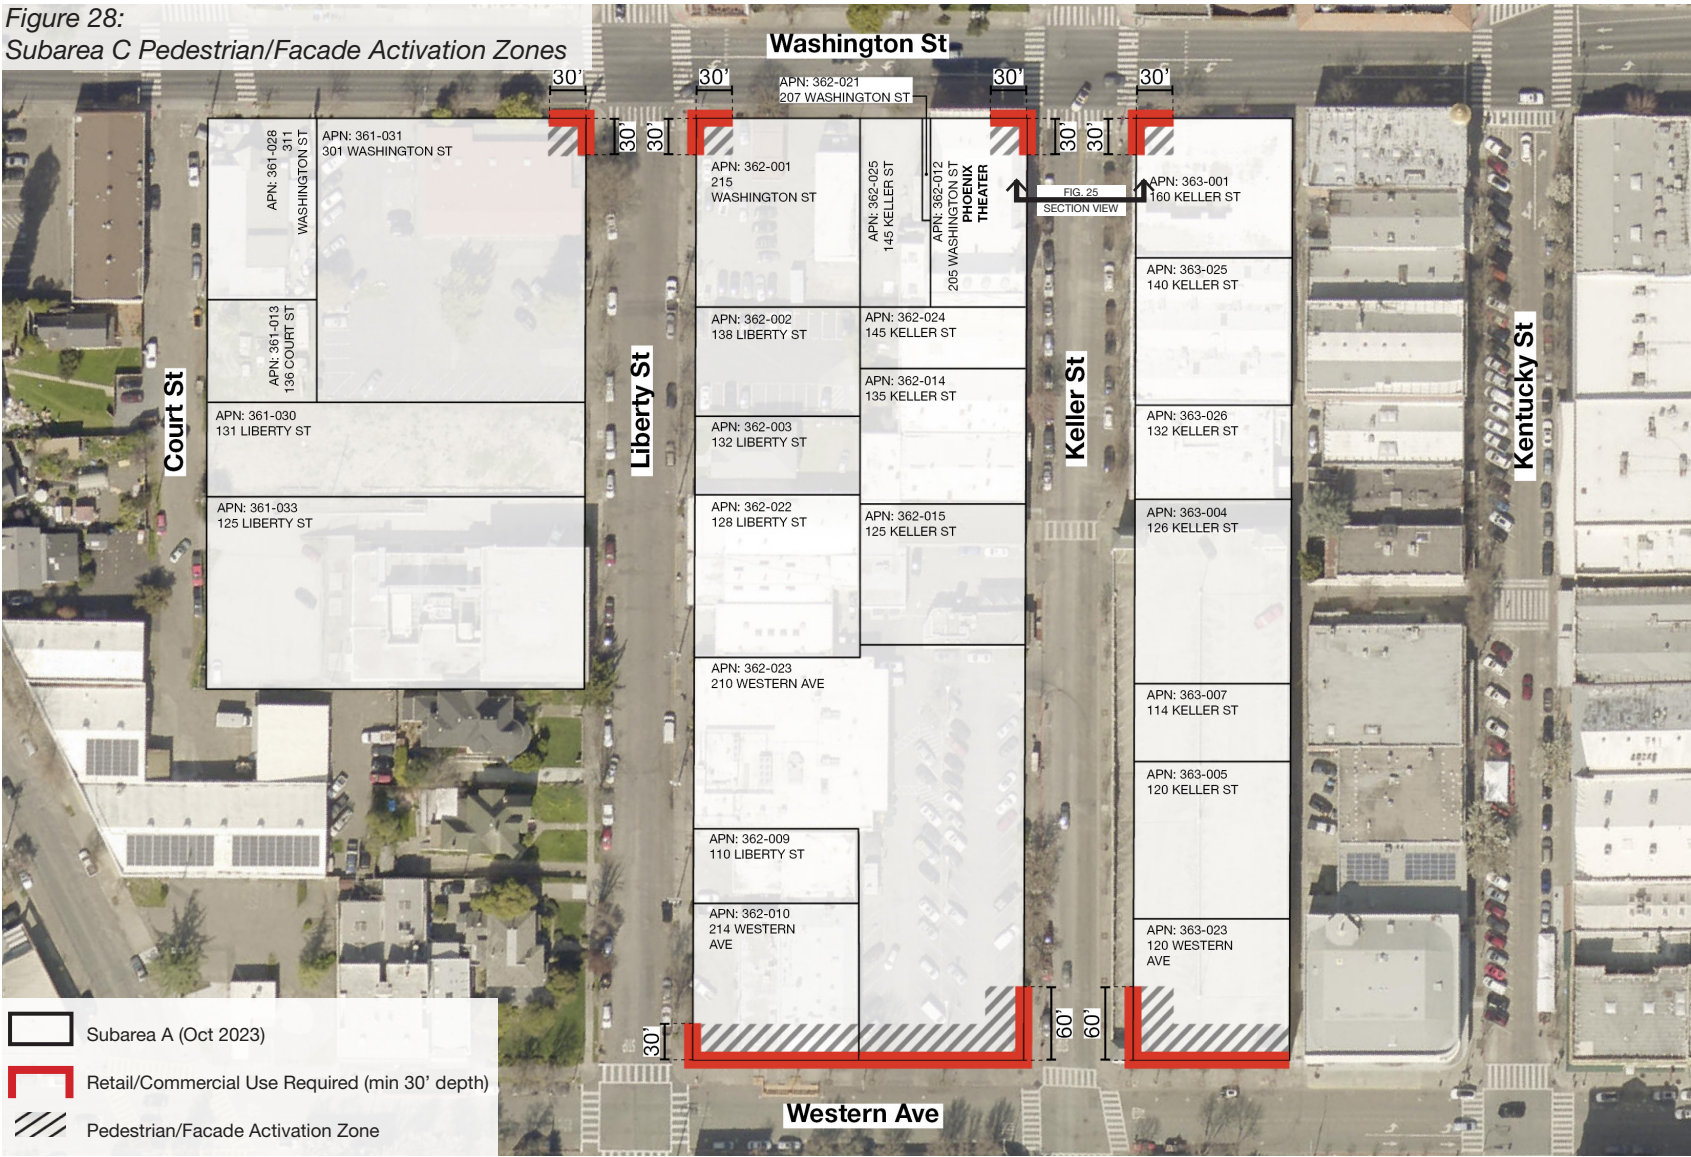 Figure 28:
Subarea C Pedestrian/Facade Activation Zones
Washington St
30'
30'
30'
30'
APN: 362-021
207 WASHINGTON ST
30'
30'
30'
30'
APN: 361-028
311
WASHINGTON ST
APN: 361-031
301 WASHINGTON ST
APN: 362-001
215
WASHINGTON ST
APN: 362-025
145 KELLER ST
APN: 362-012
205 WASHINGTON ST
PHOENIX
THEATER
FIG. 25
SECTION VIEW
APN: 363-001
160 KELLER ST
APN: 363-025
140 KELLER ST
APN: 361-013
136 COURT ST
APN: 362-002
138 LIBERTY ST
APN: 362-024
145 KELLER ST
Court St
Liberty St
Keller St
Kentucky St
APN: 362-014
135 KELLER ST
APN: 361-030
131 LIBERTY ST
APN: 362-003
132 LIBERTY ST
APN: 363-026
132 KELLER ST
APN: 361-033
125 LIBERTY ST
APN: 362-022
128 LIBERTY ST
APN: 362-015
125 KELLER ST
APN: 363-004
126 KELLER ST
APN: 362-023
210 WESTERN AVE
APN: 363-007
114 KELLER ST
APN: 363-005
120 KELLER ST
APN: 362-009
110 LIBERTY ST
APN: 362-010
214 WESTERN
AVE
APN: 363-023
120 WESTERN
AVE
30'
60'
60'
Western Ave
Subarea A (Oct 2023)
Retail/Commercial Use Required (min 30' depth)
Pedestrian/Facade Activation Zone